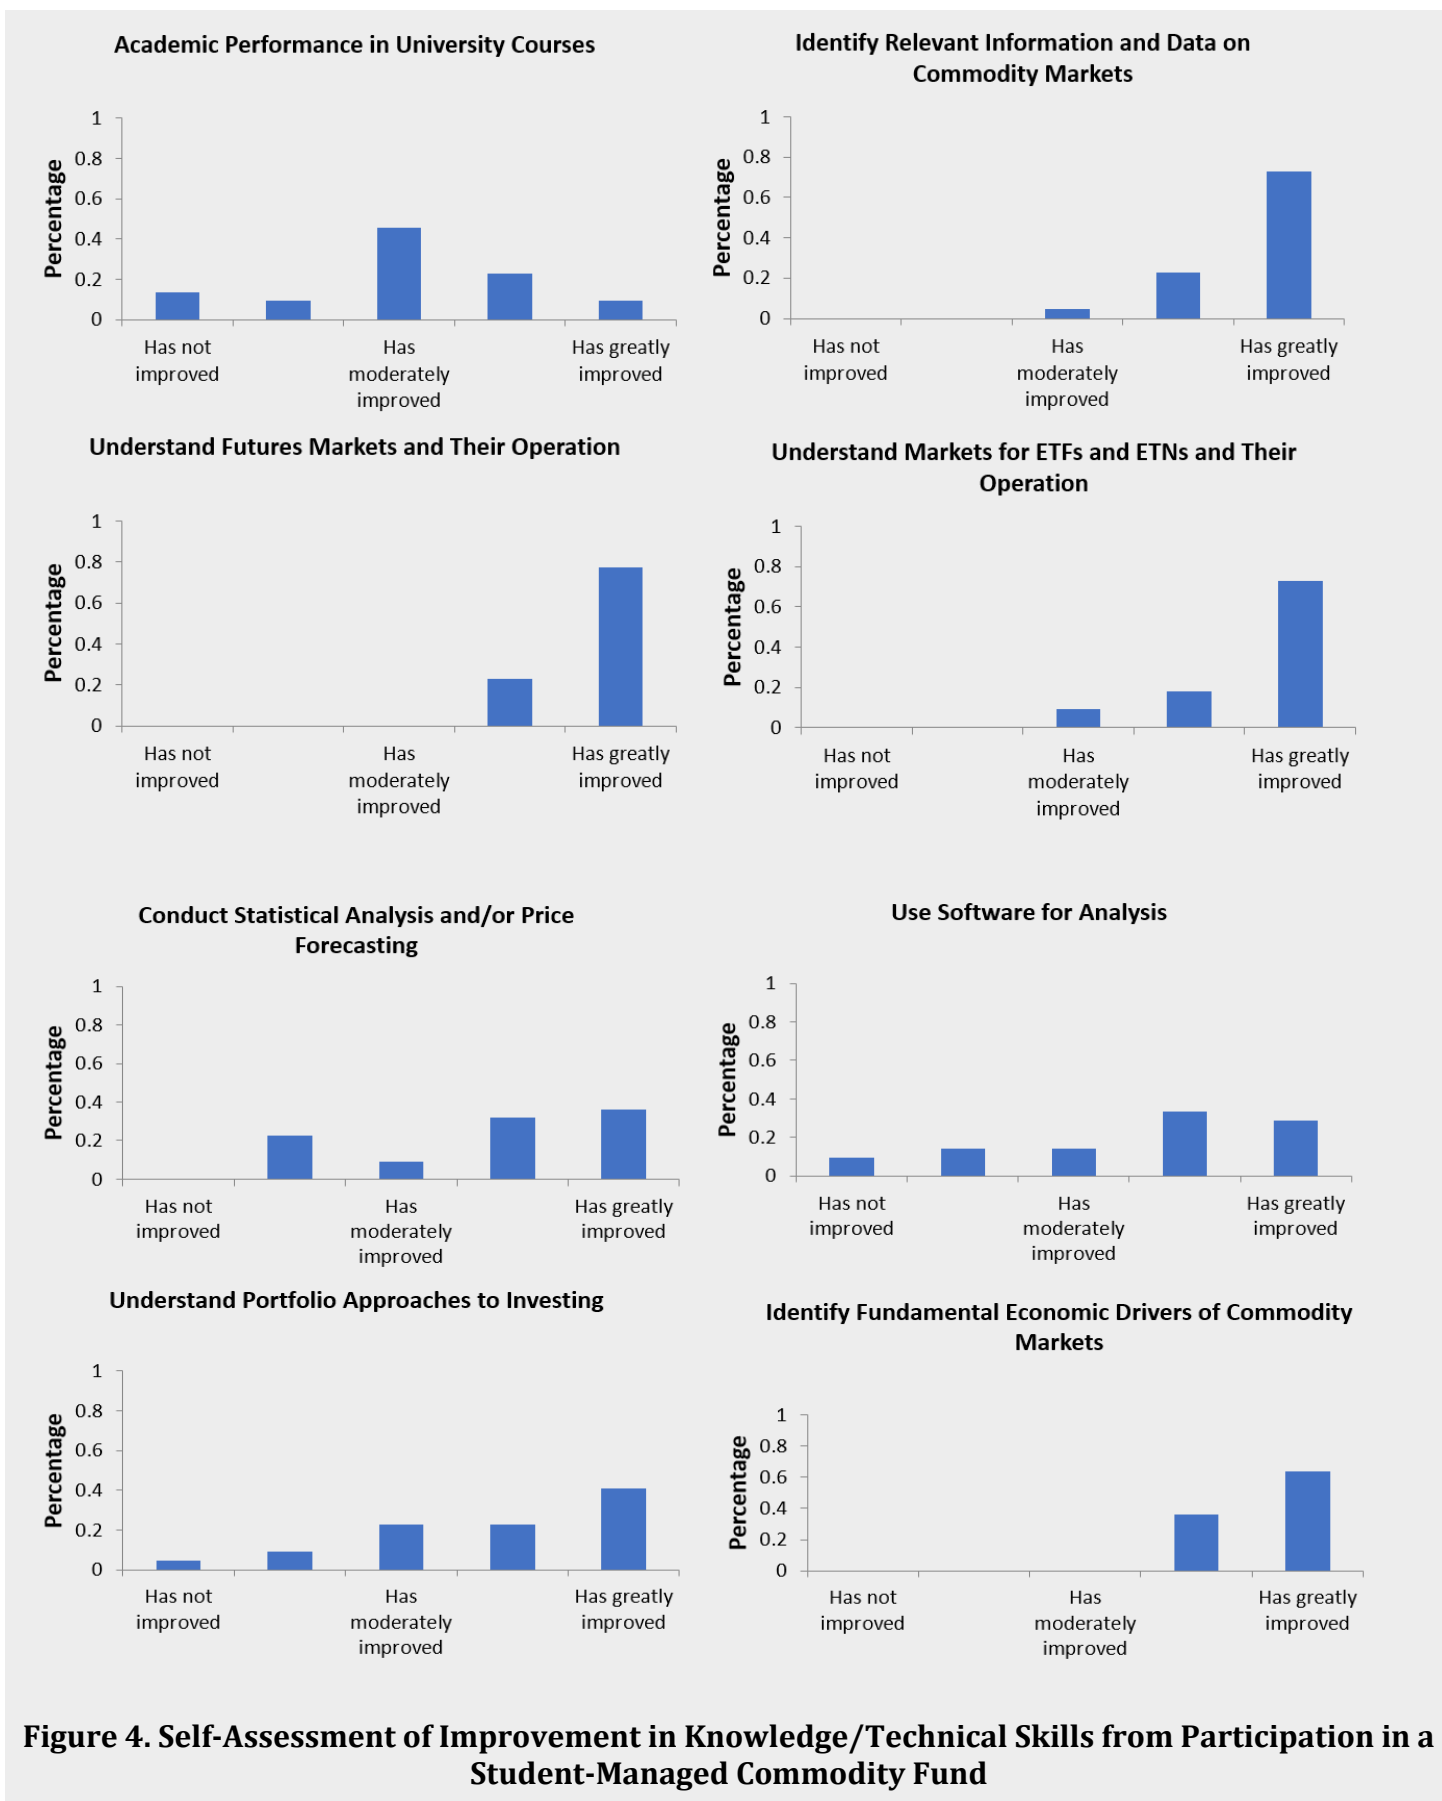 Academic Performance in University Courses
Percentage
1
0.8
0.6
0.4
0.2
0
Has not
improved
Has
moderately
improved
Has greatly
improved
Identify Relevant Information and Data on
Commodity Markets
Percentage
1
0.8
0.6
0.4
0.2
0
Has not
improved
Has
moderately
improved
Has greatly
improved
Understand Futures Markets and Their Operation
Percentage
1
0.8
0.6
0.4
0.2
0
Has not
improved
Has
moderately
improved
Has greatly
improved
Understand Markets for ETFs and ETNs and Their
Operation
Percentage
1
0.8
0.6
0.4
0.2
0
Has not
improved
Has
moderately
improved
Has greatly
improved
Conduct Statistical Analysis and/or Price
Forecasting
Percentage
1
0.8
0.6
0.4
0.2
0
Has not
improved
Has
moderately
improved
Has greatly
improved
Use Software for Analysis
Percentage
1
0.8
0.6
0.4
0.2
0
Has not
improved
Has
moderately
improved
Has greatly
improved
Understand Portfolio Approaches to Investing
Percentage
1
0.8
0.6
0.4
0.2
0
Has not
improved
Has
moderately
improved
Has greatly
improved
Identify Fundamental Economic Drivers of Commodity
Markets
Percentage
1
0.8
0.6
0.4
0.2
0
Has not
improved
Has
moderately
improved
Has greatly
improved
Figure 4. Self-Assessment of Improvement in Knowledge/Technical Skills from Participation in a
Student-Managed Commodity Fund